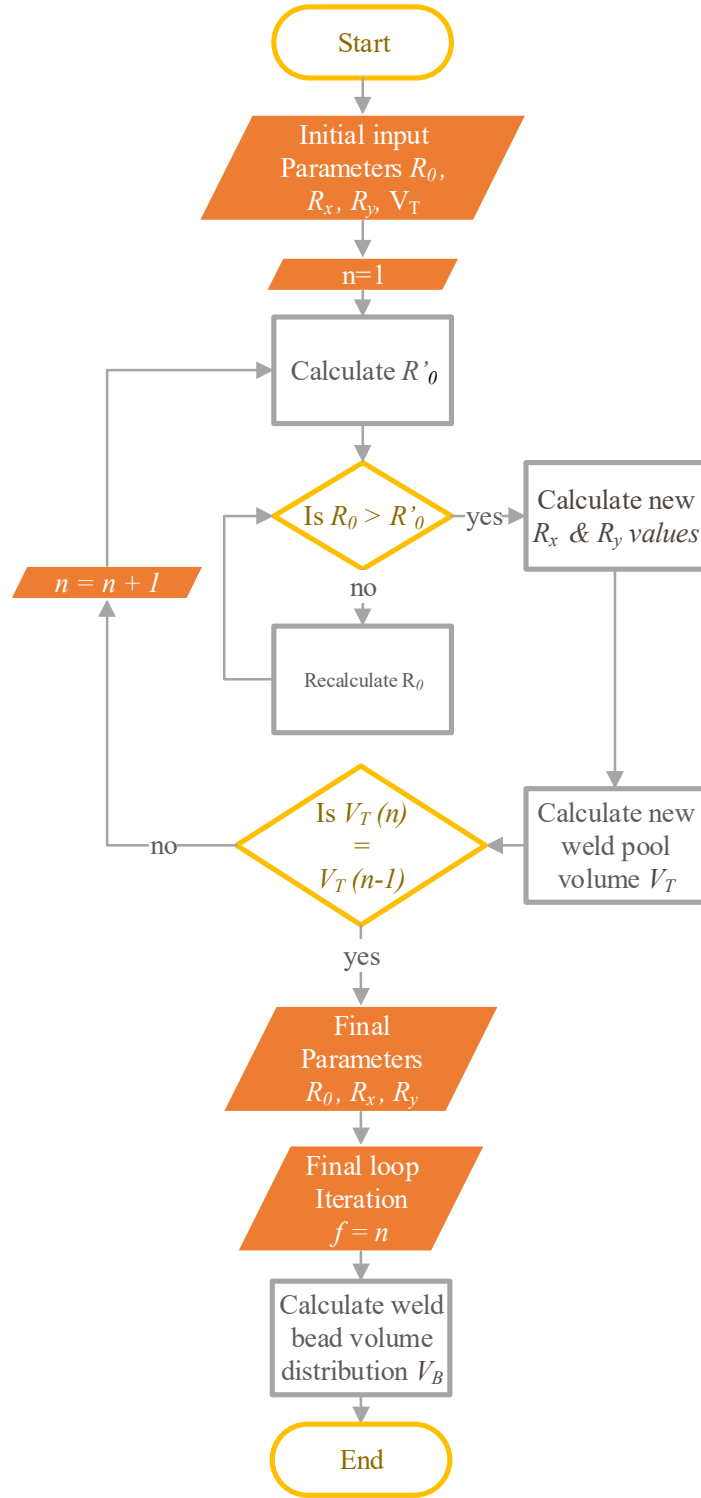 Start
Initial input
Parameters R0,
Rx, Ry, VT
n=1
Calculate R’0
Is R0 > R’0
yes
Calculate new
Rx & Ry values
no
n = n + 1
Recalculate R0
Is VT (n)
=
VT (n-1)
no
Calculate new
weld pool
volume VT
yes
Final
Parameters
R0, Rx, Ry
Final loop
Iteration
f = n
Calculate weld
bead volume
distribution VB
End